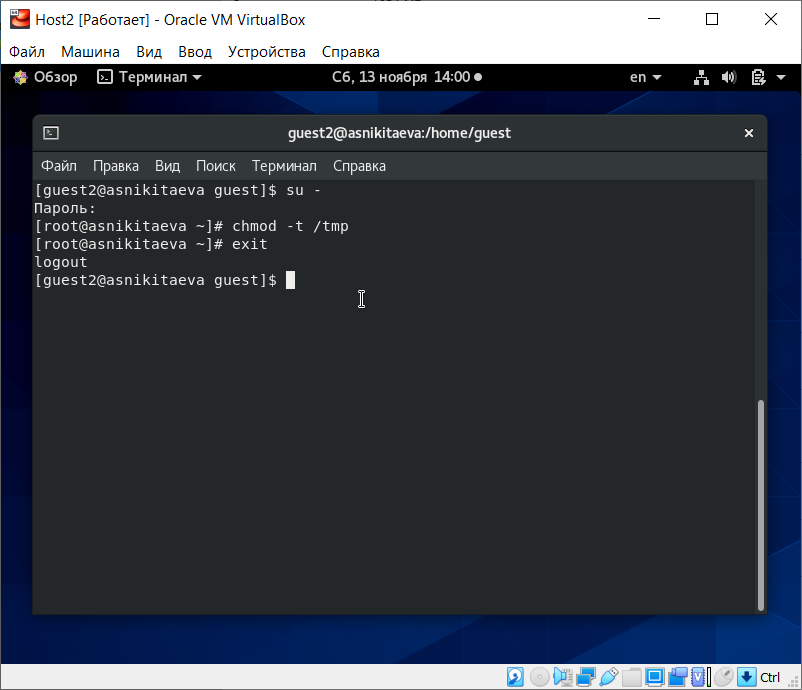 Host2 [Работает] - Oracle VM VirtualBox
Файл Машина Вид Ввод Устройства Справка
Обзор Терминал Сб, 13 ноября 14:00 en
guest2@asnikitaeva:/home/guest
Файл Правка Вид Поиск Терминал Справка
[guest2@asnikitaeva guest]$ su -
Пароль:
[root@asnikitaeva ~]# chmod -t /tmp
[root@asnikitaeva ~]# exit
logout
[guest2@asnikitaeva guest]$
Ctrl